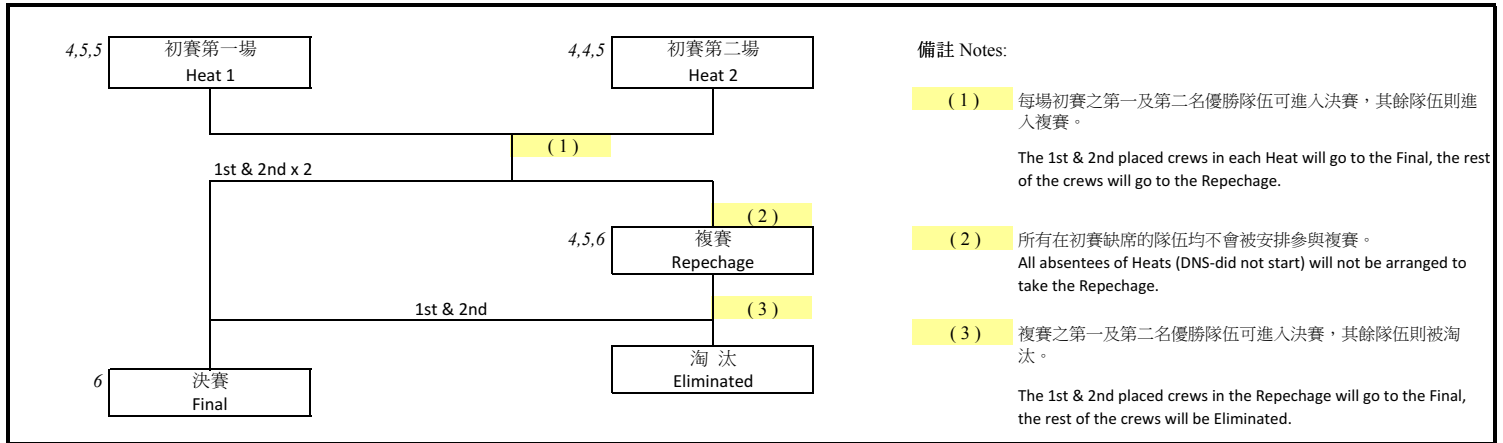 4,5,5
初賽第一場
Heat 1
4,4,5
初賽第二場
Heat 2
( 1 )
1st & 2nd x 2
( 2 )
4,5,6
複賽
Repechage
1st & 2nd
( 3 )
淘 汰
Eliminated
6
決賽
Final
備註 Notes:
( 1 ) 每場初賽之第一及第二名優勝隊伍可進入決賽，其餘隊伍則進
入複賽。
The 1st & 2nd placed crews in each Heat will go to the Final, the rest
of the crews will go to the Repechage.
( 2 ) 所有在初賽缺席的隊伍均不會被安排參與複賽。
All absentees of Heats (DNS-did not start) will not be arranged to
take the Repechage.
( 3 ) 複賽之第一及第二名優勝隊伍可進入決賽，其餘隊伍則被淘
汰。
The 1st & 2nd placed crews in the Repechage will go to the Final,
the rest of the crews will be Eliminated.